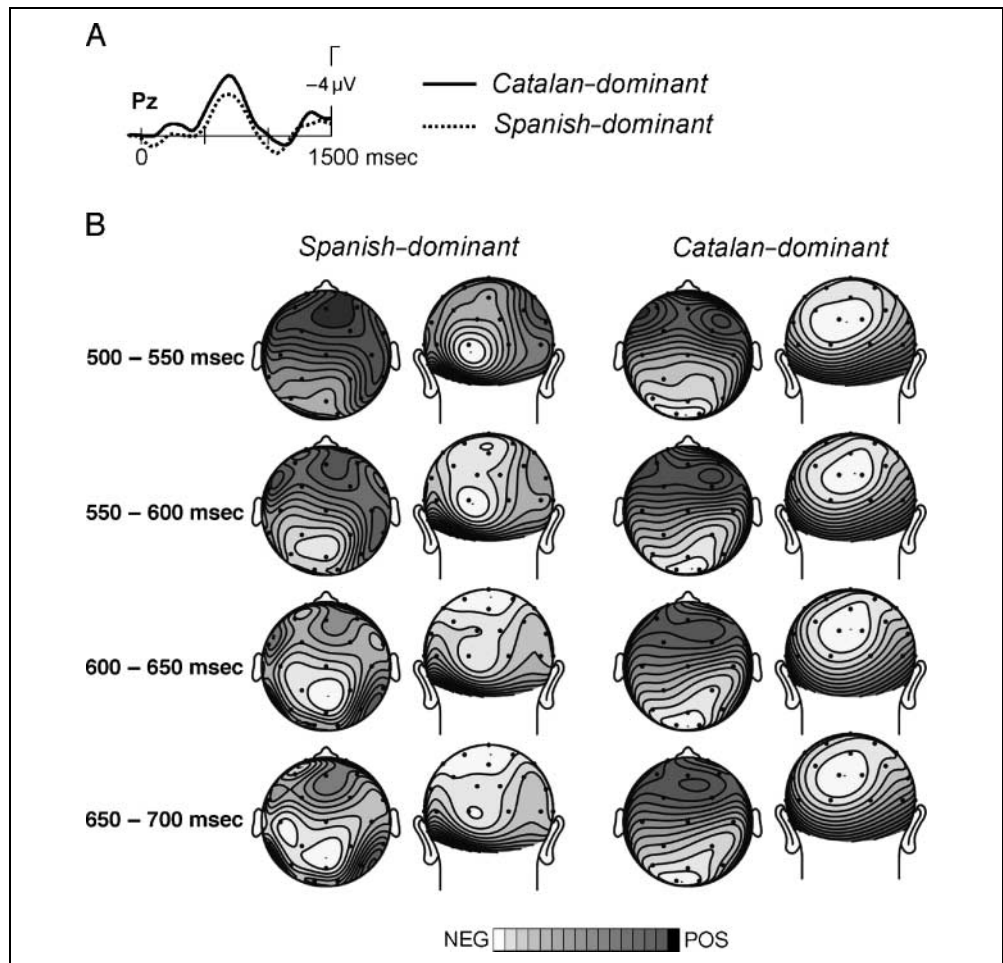 A
−4 μV
Pz
0
1500 msec
Catalan-dominant
Spanish-dominant
B
Spanish-dominant
Catalan-dominant
500 – 550 msec
550 – 600 msec
600 – 650 msec
650 – 700 msec
NEG
POS